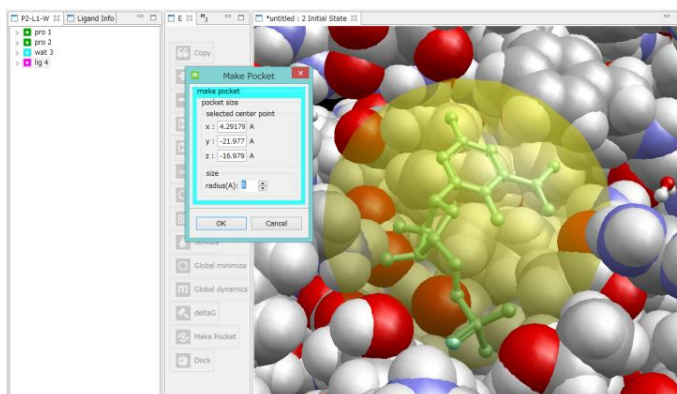 P2-L1-W
Ligand Info
E
*untitled : 2 Initial State
pro 1
pro 2
wat 3
lig 4
Copy
Make Pocket
make pocket
pocket size
selected center point
x : 4.29179 A
y : -21.977 A
z : -16.979 A
size
radius(A):
OK
Cancel
Global minimize
Global dynamics
deltaG
Make Pocket
Dock